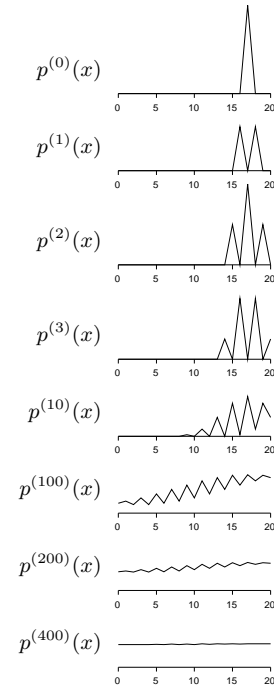 p^{(0)}(x)
0 5 10 15 20
p^{(1)}(x)
0 5 10 15 20
p^{(2)}(x)
0 5 10 15 20
p^{(3)}(x)
0 5 10 15 20
p^{(10)}(x)
0 5 10 15 20
p^{(100)}(x)
0 5 10 15 20
p^{(200)}(x)
0 5 10 15 20
p^{(400)}(x)
0 5 10 15 20